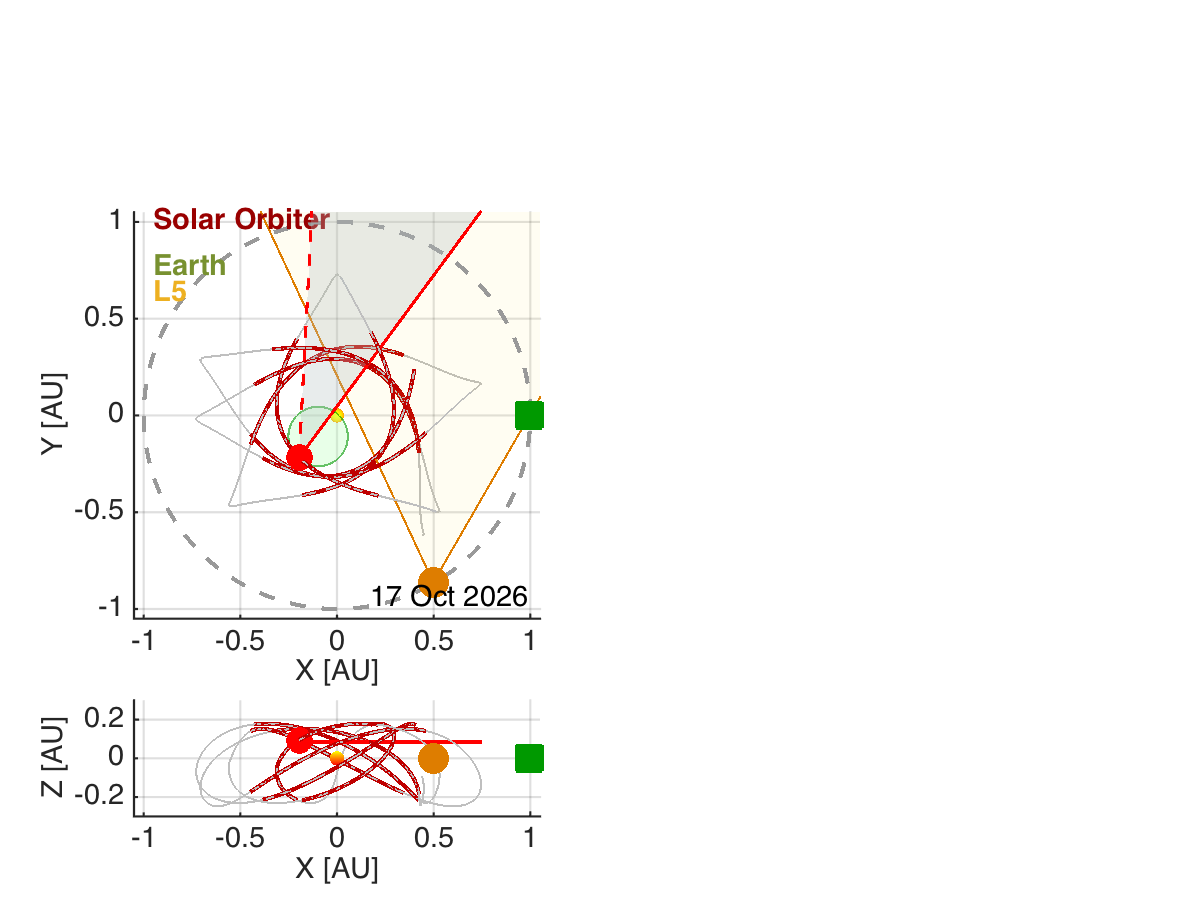 Solar Orbiter
Earth
L5
1
0.5
0
-0.5
-1
Y [AU]
17 Oct 2026
-1 -0.5 0 0.5 1
X [AU]
0.2
0
-0.2
Z [AU]
-1 -0.5 0 0.5 1
X [AU]